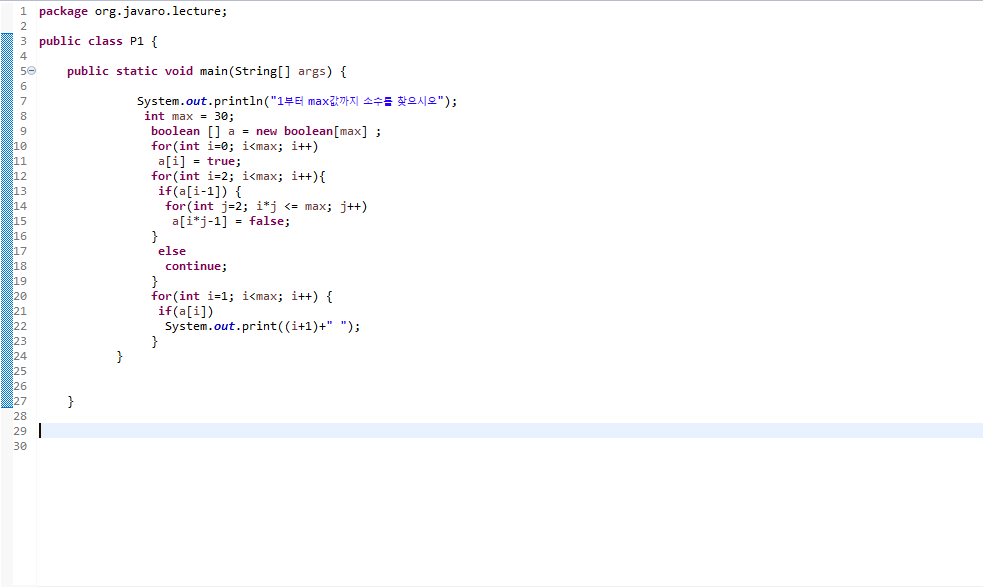 1 package org.javaro.lecture;
2
3 public class P1 {
4
5 public static void main(String[] args) {
6
7 System.out.println("1부터 max값까지 소수를 찾으시오");
8 int max = 30;
9 boolean [] a = new boolean[max] ;
10 for(int i=0; i<max; i++)
11 a[i] = true;
12 for(int i=2; i<max; i++){
13 if(a[i-1]) {
14 for(int j=2; i*j <= max; j++)
15 a[i*j-1] = false;
16 }
17 else
18 continue;
19 }
20 for(int i=1; i<max; i++) {
21 if(a[i])
22 System.out.print((i+1)+" ");
23 }
24 }
25
26
27 }
28
29
30